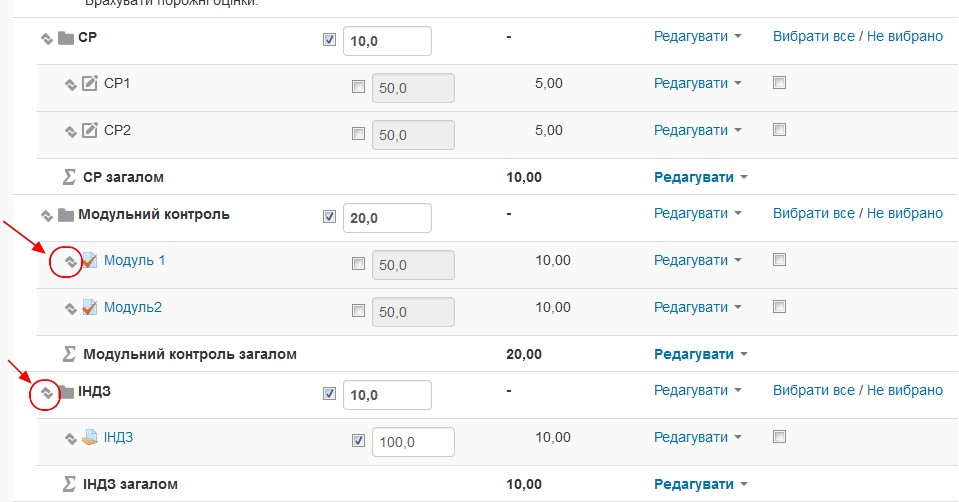 Врахувати порожні оцінки.
СР 10,0 - Редагувати Вибрати все / Не вибрано
СР1 50,0 5,00 Редагувати
СР2 50,0 5,00 Редагувати
Σ СР загалом 10,00 Редагувати
Модульний контроль 20,0 - Редагувати Вибрати все / Не вибрано
Модуль 1 50,0 10,00 Редагувати
Модуль2 50,0 10,00 Редагувати
Σ Модульний контроль загалом 20,00 Редагувати
ІНДЗ 10,0 - Редагувати Вибрати все / Не вибрано
ІНДЗ 100,0 10,00 Редагувати
Σ ІНДЗ загалом 10,00 Редагувати